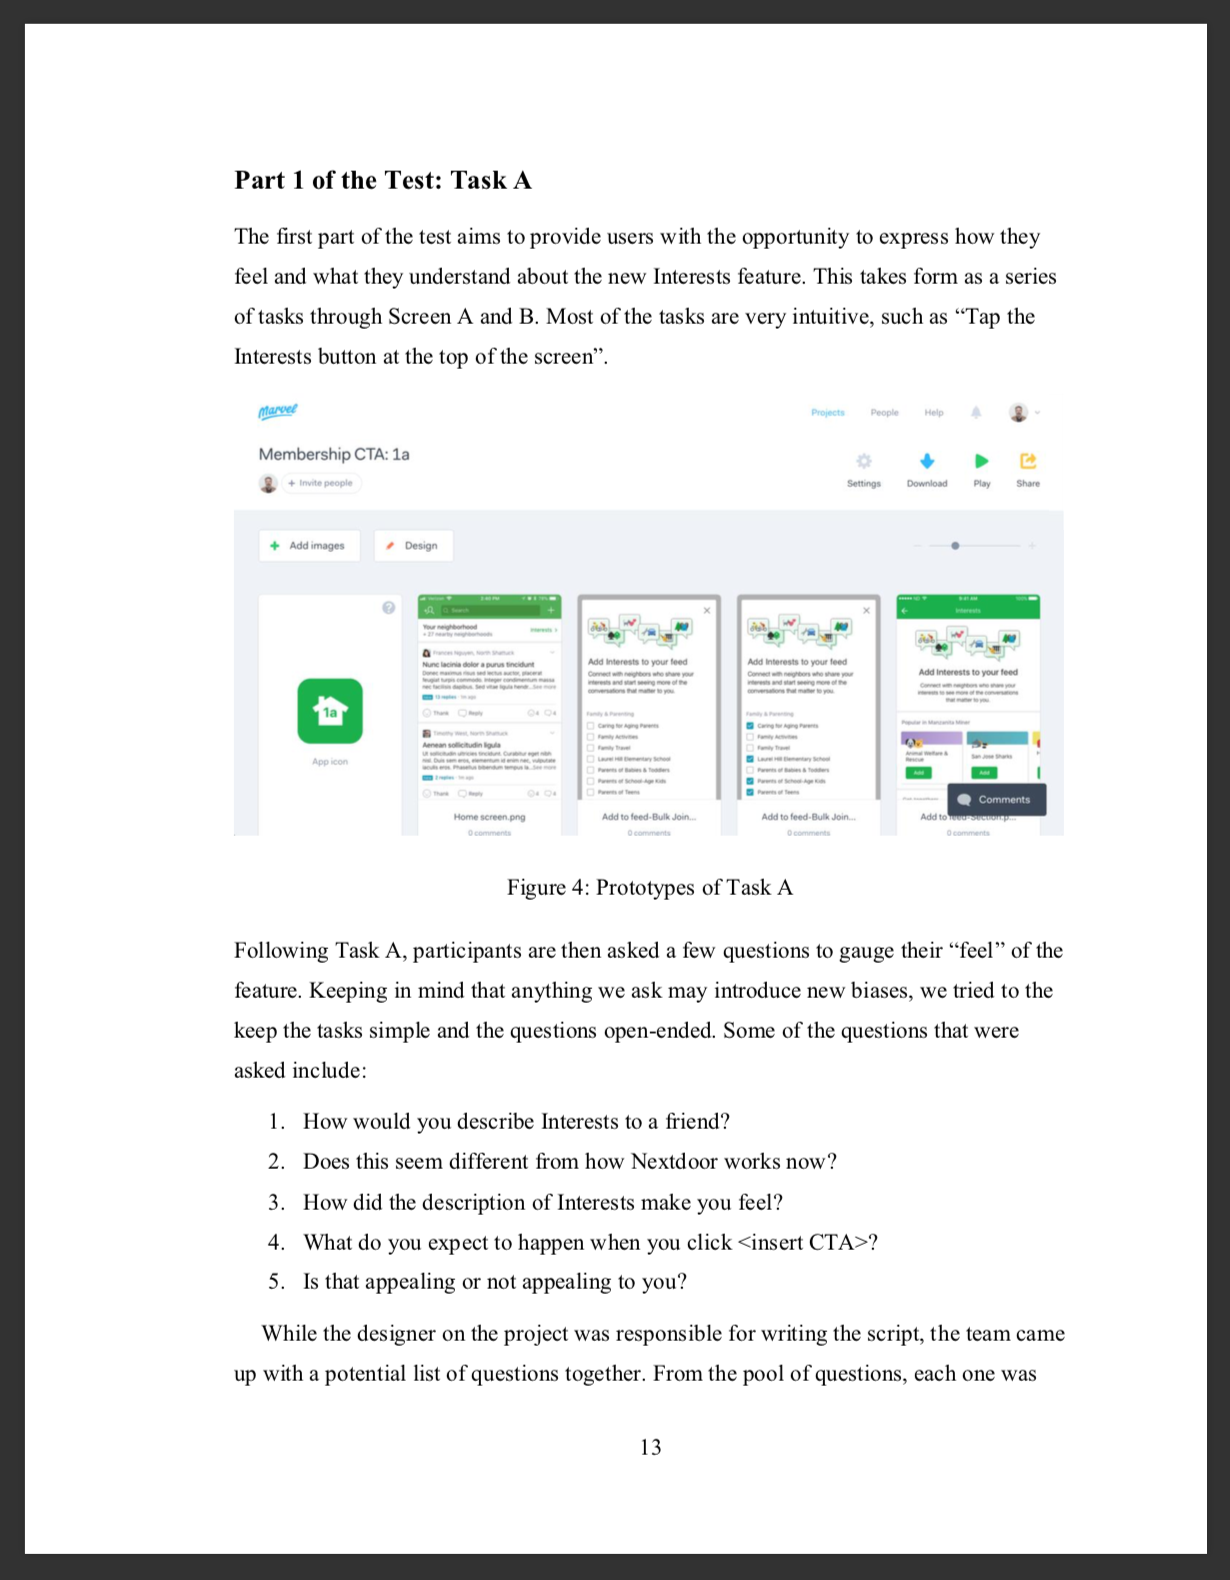 Part 1 of the Test: Task A
The first part of the test aims to provide users with the opportunity to express how they
feel and what they understand about the new Interests feature. This takes form as a series
of tasks through Screen A and B. Most of the tasks are very intuitive, such as “Tap the
Interests button at the top of the screen”.
Marvel
Projects People Help
Membership CTA: 1a
+ Invite people
Settings Download Play Share
+ Add images
Design
?
1a
App icon
Search
Your neighborhood
+ 27 nearby neighborhoods
Interests
Frances Nguyen, North Shattuck
Nunc lacinia dolor a purus tincidunt
Thank Reply
Timothy West, North Shattuck
Aenean sollicitudin ligula
Thank Reply
Home screen.png
0 comments
Add Interests to your feed
Connect with neighbors who share your
interests and start seeing more of the
conversations that matter to you.
Family & Parenting
Caring for Aging Parents
Family Activities
Family Travel
Laurel Hill Elementary School
Parents of Babies & Toddlers
Parents of School-Age Kids
Parents of Teens
Add to feed-Bulk Join...
0 comments
Add Interests to your feed
Connect with neighbors who share your
interests and start seeing more of the
conversations that matter to you.
Family & Parenting
Caring for Aging Parents
Family Activities
Family Travel
Laurel Hill Elementary School
Parents of Babies & Toddlers
Parents of School-Age Kids
Parents of Teens
Add to feed-Bulk Join...
0 comments
Interests
Add Interests to your feed
Connect with neighbors who share your
interests to see more of the conversations
that matter to you.
Popular in Manzanita Miner
Animal Welfare &
Rescue
San Jose Sharks
Add Add
Comments
Add to feed-Section.p...
0 comments
Figure 4: Prototypes of Task A
Following Task A, participants are then asked a few questions to gauge their “feel” of the
feature. Keeping in mind that anything we ask may introduce new biases, we tried to the
keep the tasks simple and the questions open-ended. Some of the questions that were
asked include:
1. How would you describe Interests to a friend?
2. Does this seem different from how Nextdoor works now?
3. How did the description of Interests make you feel?
4. What do you expect to happen when you click <insert CTA>?
5. Is that appealing or not appealing to you?
While the designer on the project was responsible for writing the script, the team came
up with a potential list of questions together. From the pool of questions, each one was
13